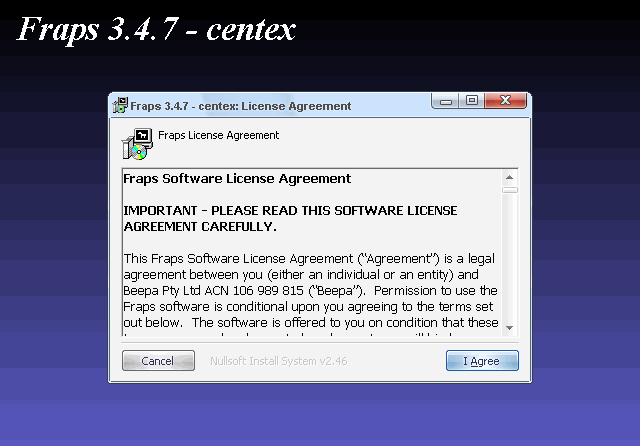 Fraps 3.4.7 - centex
Fraps 3.4.7 - centex: License Agreement
Fraps License Agreement
Fraps Software License Agreement
IMPORTANT - PLEASE READ THIS SOFTWARE LICENSE
AGREEMENT CAREFULLY.
This Fraps Software License Agreement ("Agreement") is a legal
agreement between you (either an individual or an entity) and
Beepa Pty Ltd ACN 106 989 815 ("Beepa"). Permission to use the
Fraps software is conditional upon you agreeing to the terms set
out below. The software is offered to you on condition that these
Cancel
Nullsoft Install System v2.46
I Agree